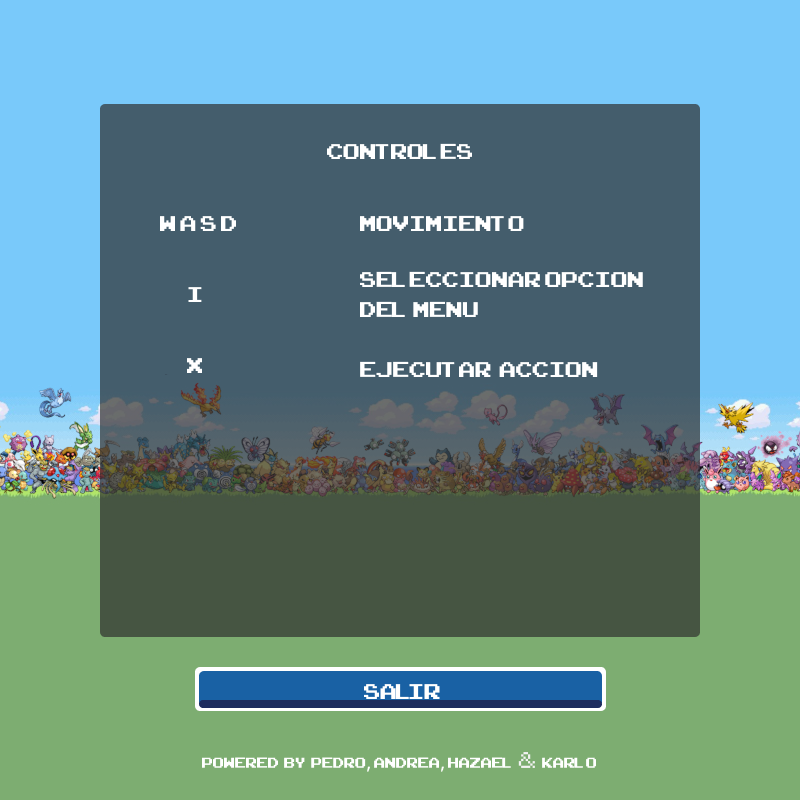 CONTROLES
WASD MOVIMIENTO
I SELECCIONAR OPCION
DEL MENU
X EJECUTAR ACCION
SALIR
POWERED BY PEDRO, ANDREA, HAZAEL & KARLO